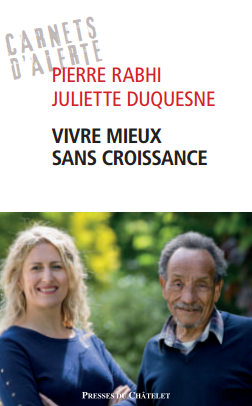 CARNETS
D'ALERTE
PIERRE RABHI
JULIETTE DUQUESNE
VIVRE MIEUX
SANS CROISSANCE
PRESSES DU CHÂTELET